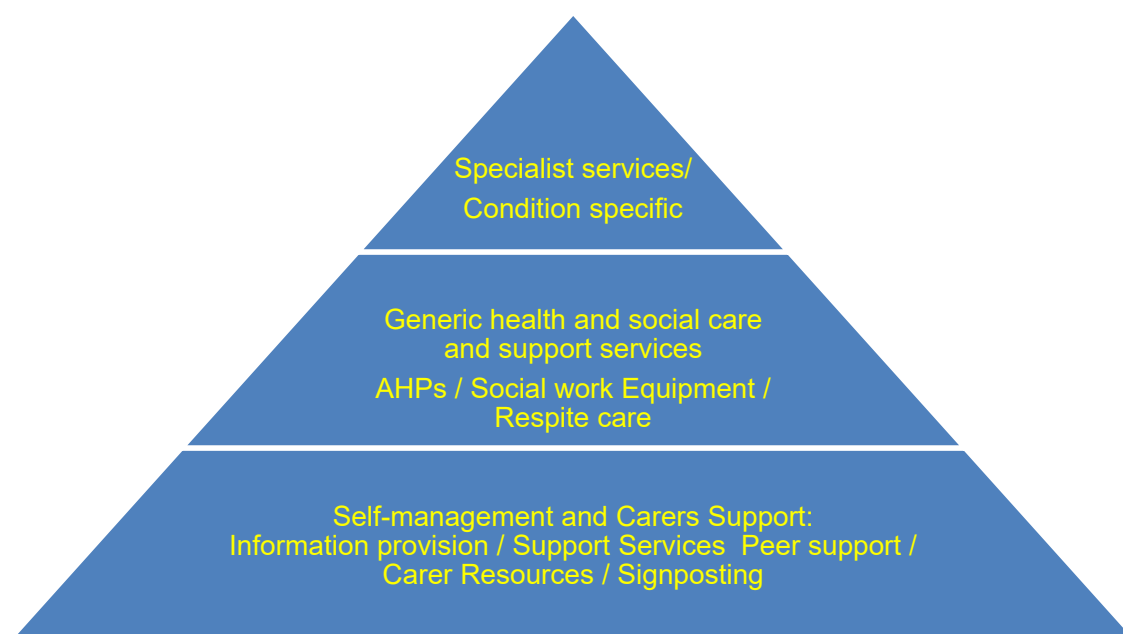 Specialist services/
Condition specific
Generic health and social care
and support services
AHPs / Social work Equipment /
Respite care
Self-management and Carers Support:
Information provision / Support Services  Peer support /
Carer Resources / Signposting